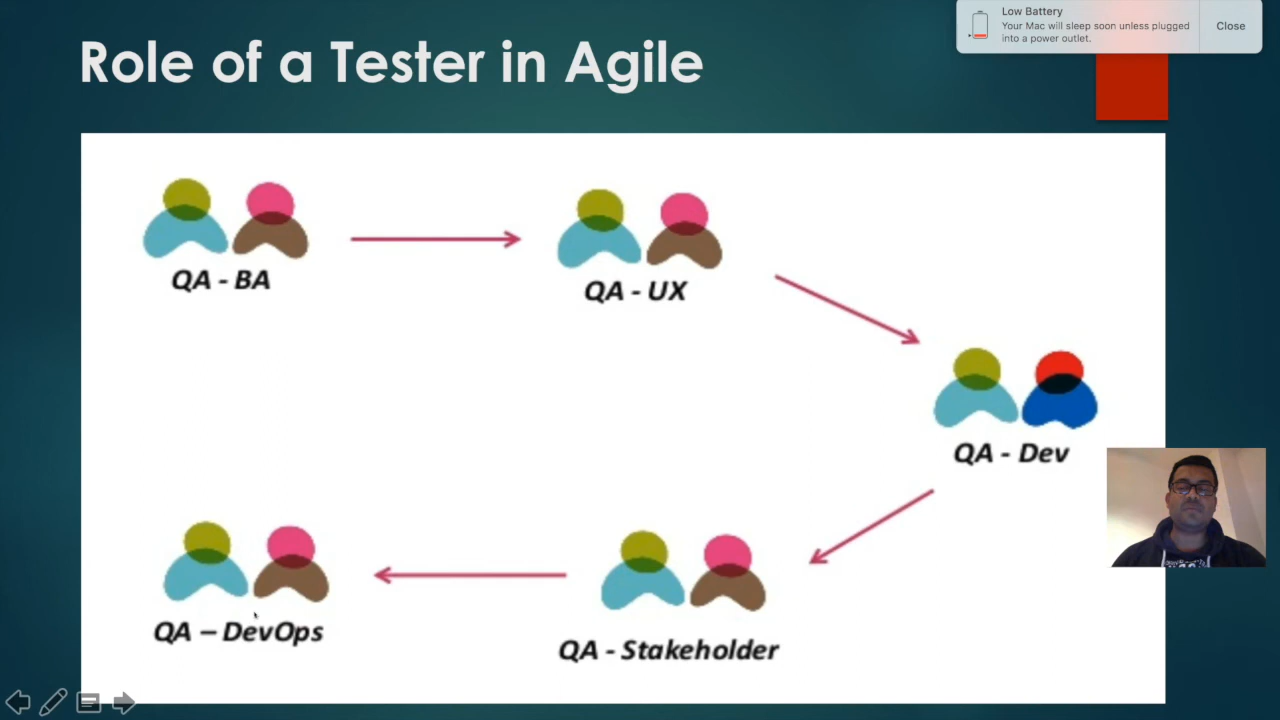 Low Battery
Your Mac will sleep soon unless plugged
into a power outlet.
Close
Role of a Tester in Agile
QA - BA
QA - UX
QA - Dev
QA – DevOps
QA - Stakeholder